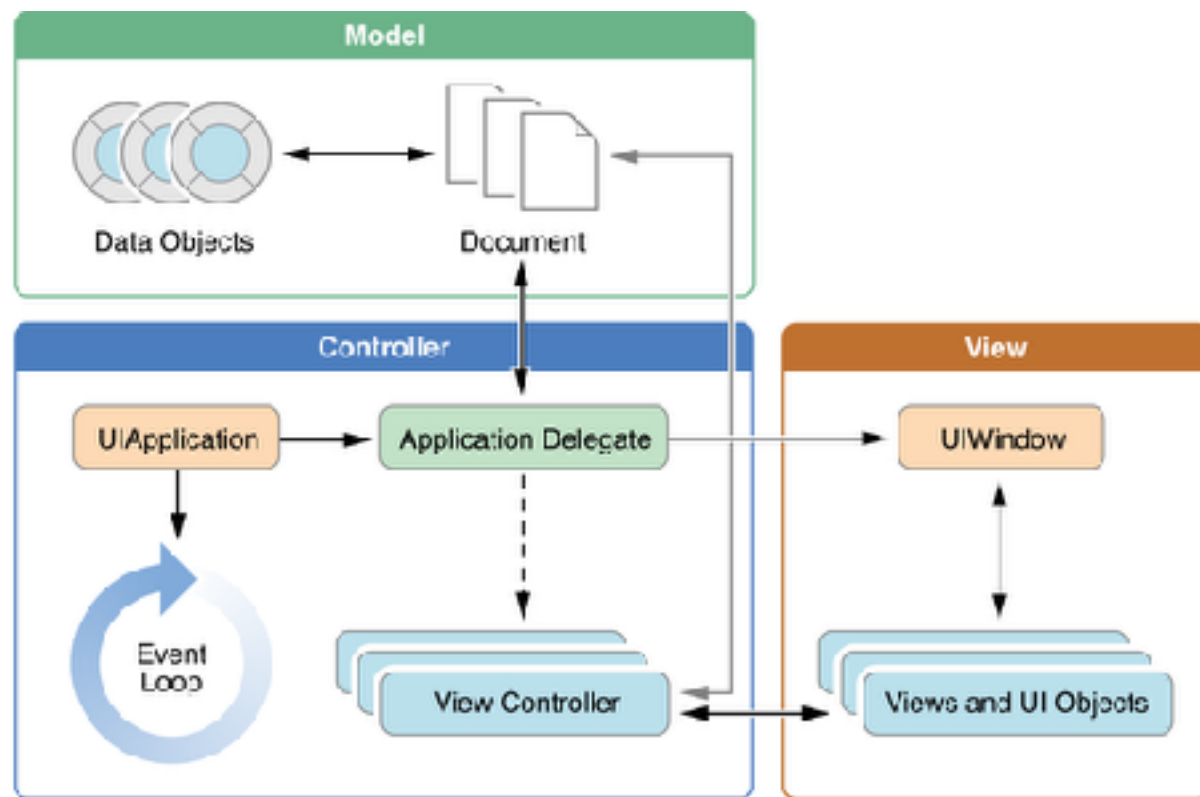 Model
Data Objects
Document
Controller
View
UIApplication
Application Delegate
UIWindow
Event
Loop
View Controller
Views and UI Objects